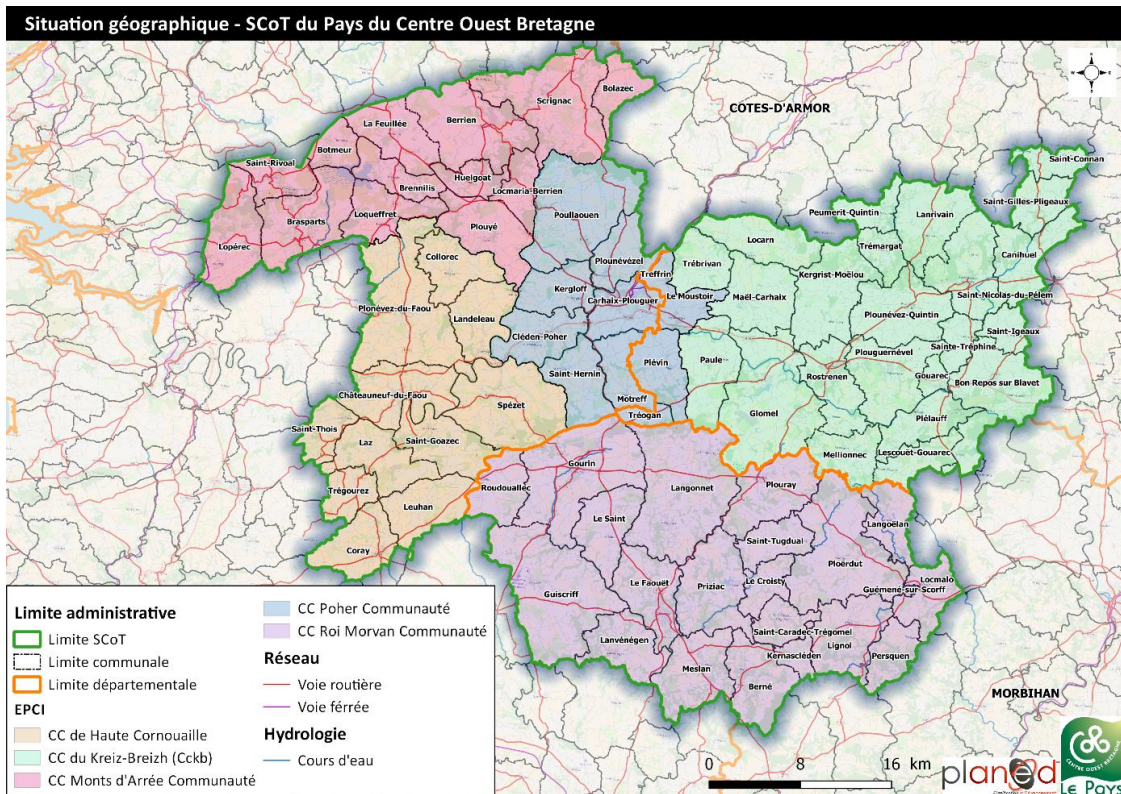 Situation géographique - SCoT du Pays du Centre Ouest Bretagne
CÔTES-D'ARMOR
Bolazec
Scrignac
Berrien
La Feuillée
Botmeur
Saint-Rivoal
Huelgoat
Brennilis
Locmaria-Berrien
Loqueffret
Brasparts
Plouyé
Lopérec
Poullaouen
Collorec
Plounévézel
Treffrin
Kergloff
Carhaix-Plouguer
Le Moustoir
Plonévez-du-Faou
Landeleau
Cléden-Poher
Saint-Hernin
Plévin
Motreff
Tréogan
Châteauneuf-du-Faou
Spézet
Saint-Thois
Laz
Saint-Goazec
Trégourez
Leuhan
Coray
Saint-Connan
Saint-Gilles-Pligeaux
Peumerit-Quintin
Lanrivain
Trémargat
Locarn
Canihuel
Trébrivan
Kergrist-Moëlou
Maël-Carhaix
Saint-Nicolas-du-Pélem
Plounévez-Quintin
Saint-Igeaux
Sainte-Tréphine
Plouguernével
Paule
Gouarec
Rostrenen
Bon Repos sur Blavet
Glomel
Plélauff
Mellionnec
Lescouët-Gouarec
Gourin
Roudouallec
Langonnet
Plouray
Le Saint
Langoëlan
Saint-Tugdual
Ploërdut
Guiscriff
Le Faouët
Priziac
Le Croisty
Locmalo
Guémené-sur-Scorff
Lanvénégen
Saint-Caradec-Trégomel
Lignol
Kernascléden
Persquen
Meslan
Berné
MORBIHAN
Limite administrative
Limite SCoT
Limite communale
Limite départementale
EPCI
CC de Haute Cornouaille
CC du Kreiz-Breizh (Cckb)
CC Monts d'Arrée Communauté
CC Poher Communauté
CC Roi Morvan Communauté
Réseau
Voie routière
Voie férrée
Hydrologie
Cours d'eau
0 8 16 km
planed
CENTRE OUEST BRETAGNE
Le Pays